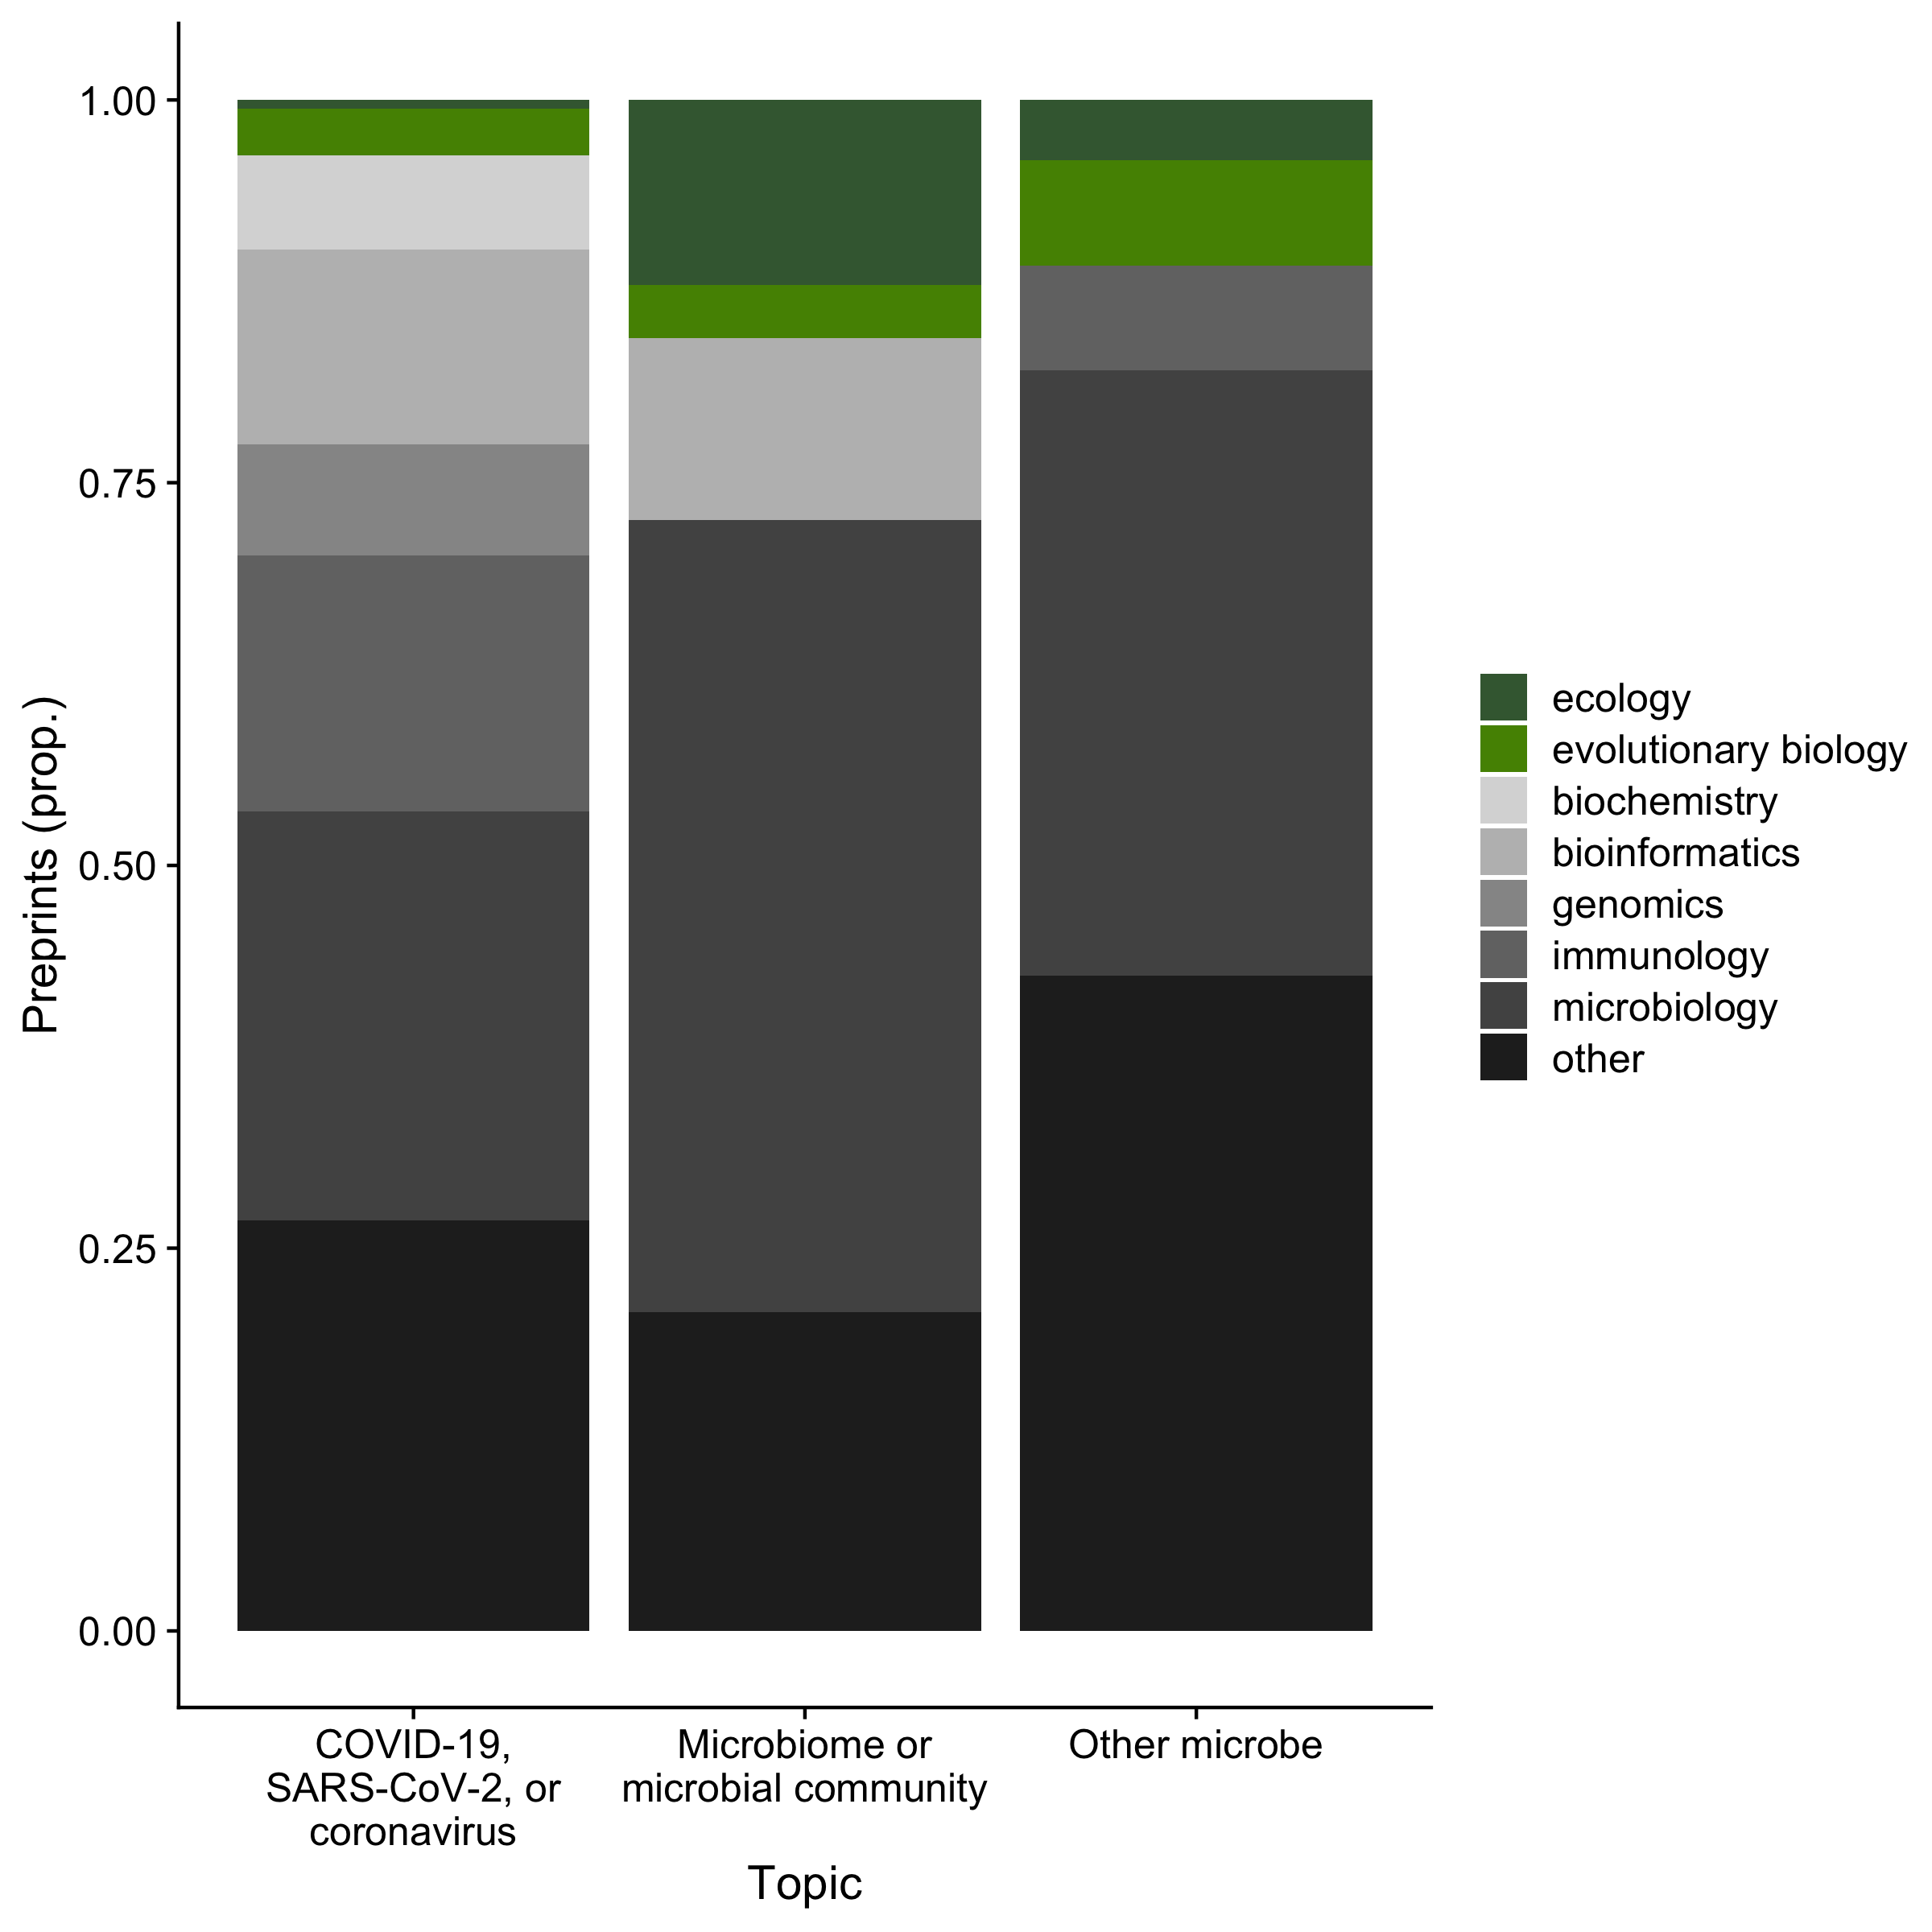 Preprints (prop.)
1.00
0.75
0.50
0.25
0.00
COVID-19,
SARS-CoV-2, or
coronavirus
Microbiome or
microbial community
Other microbe
Topic
ecology
evolutionary biology
biochemistry
bioinformatics
genomics
immunology
microbiology
other